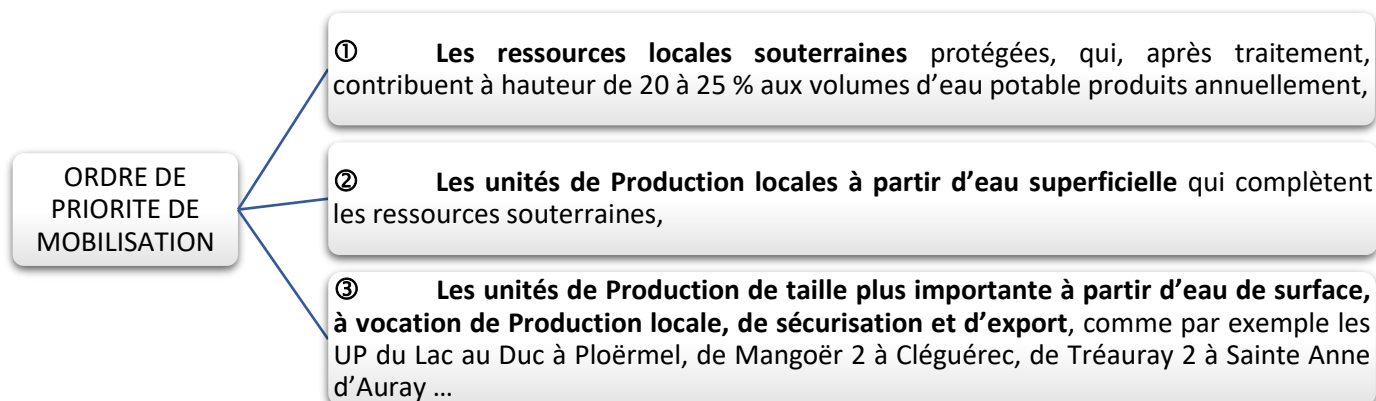 ORDRE DE
PRIORITE DE
MOBILISATION
① Les ressources locales souterraines protégées, qui, après traitement,
contribuent à hauteur de 20 à 25 % aux volumes d’eau potable produits annuellement,
② Les unités de Production locales à partir d’eau superficielle qui complètent
les ressources souterraines,
③ Les unités de Production de taille plus importante à partir d’eau de surface,
à vocation de Production locale, de sécurisation et d’export, comme par exemple les
UP du Lac au Duc à Ploërmel, de Mangoër 2 à Cléguérec, de Tréauray 2 à Sainte Anne
d’Auray ...